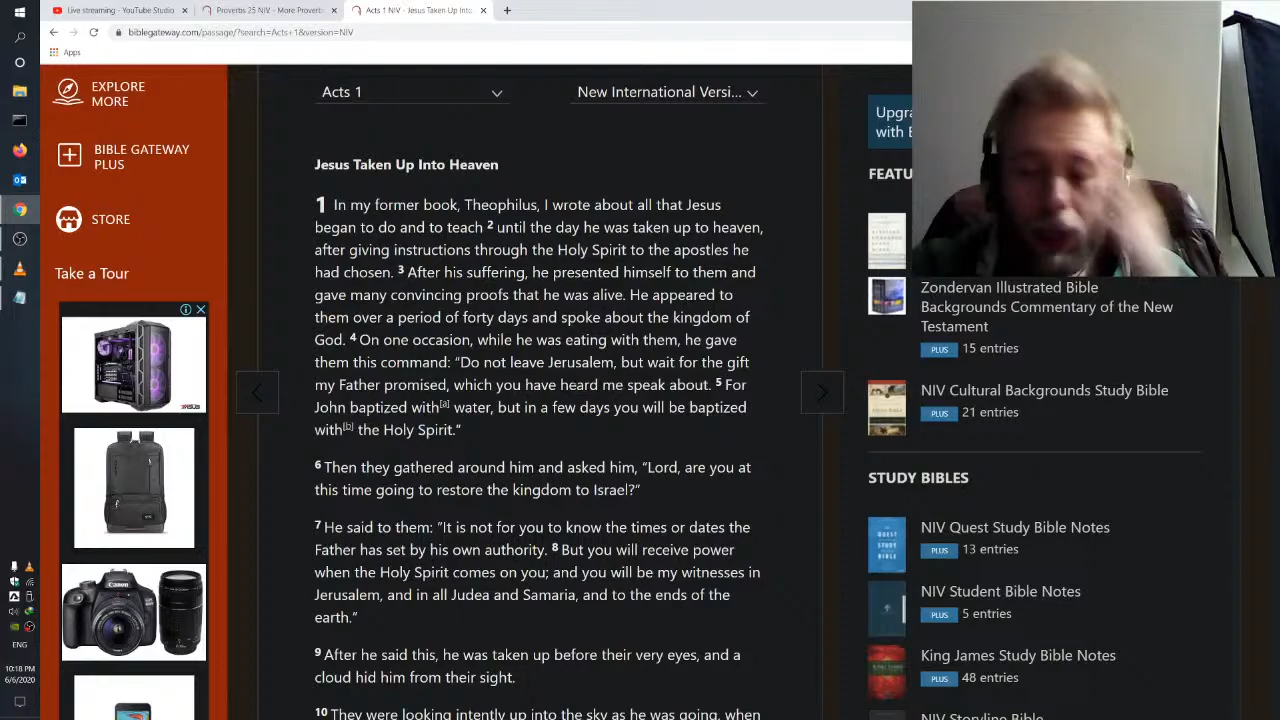 Live streaming - YouTube Studio
Proverbs 25 NIV - More Proverbs
Acts 1 NIV - Jesus Taken Up Into
biblegateway.com/passage/?search=Acts+1&version=NIV
Apps
EXPLORE
MORE
BIBLE GATEWAY
PLUS
STORE
Take a Tour
Acts 1
New International Versi...
Jesus Taken Up Into Heaven
1 In my former book, Theophilus, I wrote about all that Jesus
began to do and to teach 2 until the day he was taken up to heaven,
after giving instructions through the Holy Spirit to the apostles he
had chosen. 3 After his suffering, he presented himself to them and
gave many convincing proofs that he was alive. He appeared to
them over a period of forty days and spoke about the kingdom of
God. 4 On one occasion, while he was eating with them, he gave
them this command: “Do not leave Jerusalem, but wait for the gift
my Father promised, which you have heard me speak about. 5 For
John baptized with[a] water, but in a few days you will be baptized
with[b] the Holy Spirit.”
6 Then they gathered around him and asked him, “Lord, are you at
this time going to restore the kingdom to Israel?”
7 He said to them: “It is not for you to know the times or dates the
Father has set by his own authority. 8 But you will receive power
when the Holy Spirit comes on you; and you will be my witnesses in
Jerusalem, and in all Judea and Samaria, and to the ends of the
earth.”
9 After he said this, he was taken up before their very eyes, and a
cloud hid him from their sight.
10 They were looking intently up into the sky as he was going, when
Upgra
with B
FEATU
Zondervan Illustrated Bible
Backgrounds Commentary of the New
Testament
PLUS 15 entries
NIV Cultural Backgrounds Study Bible
PLUS 21 entries
STUDY BIBLES
NIV Quest Study Bible Notes
PLUS 13 entries
NIV Student Bible Notes
PLUS 5 entries
King James Study Bible Notes
PLUS 48 entries
NIV Storyline Bible
Canon
ENG
10:18 PM
6/6/2020